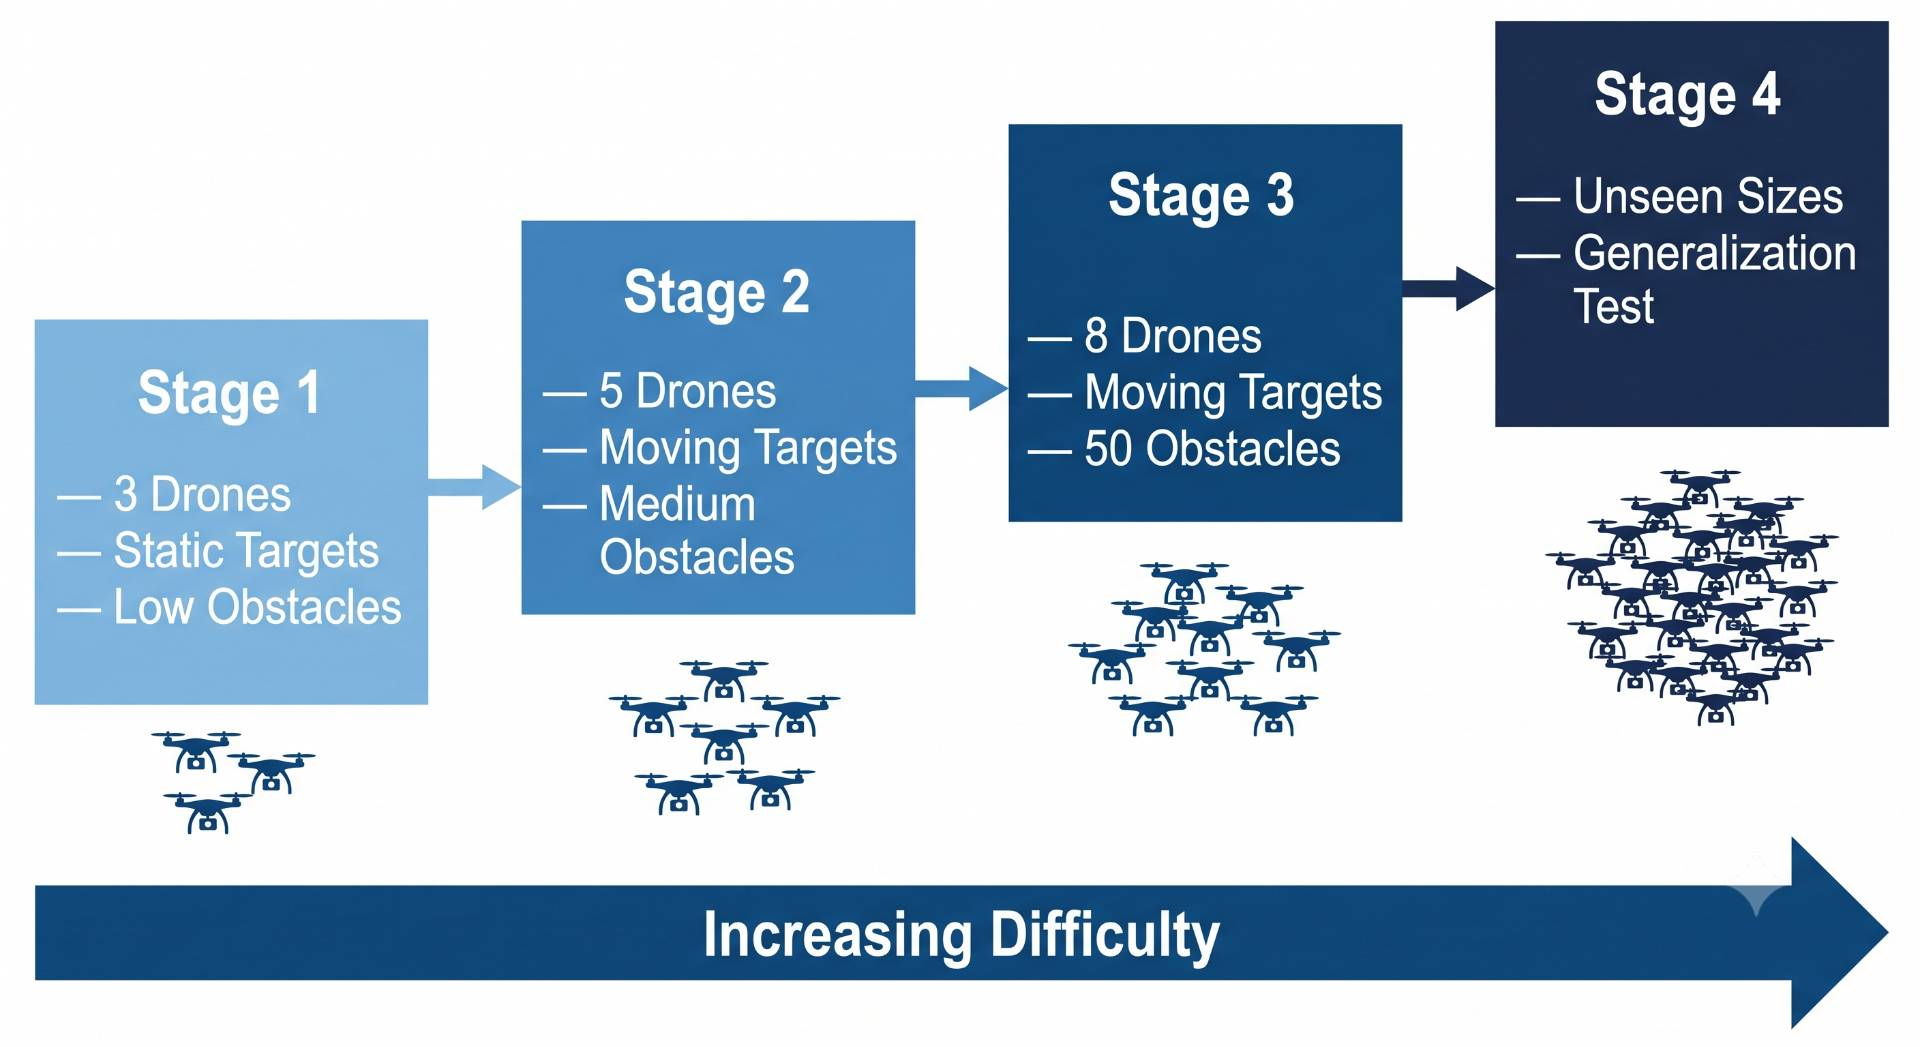 Stage 1
— 3 Drones
— Static Targets
— Low Obstacles
Stage 2
— 5 Drones
— Moving Targets
— Medium
Obstacles
Stage 3
— 8 Drones
— Moving Targets
— 50 Obstacles
Stage 4
— Unseen Sizes
— Generalization
Test
Increasing Difficulty